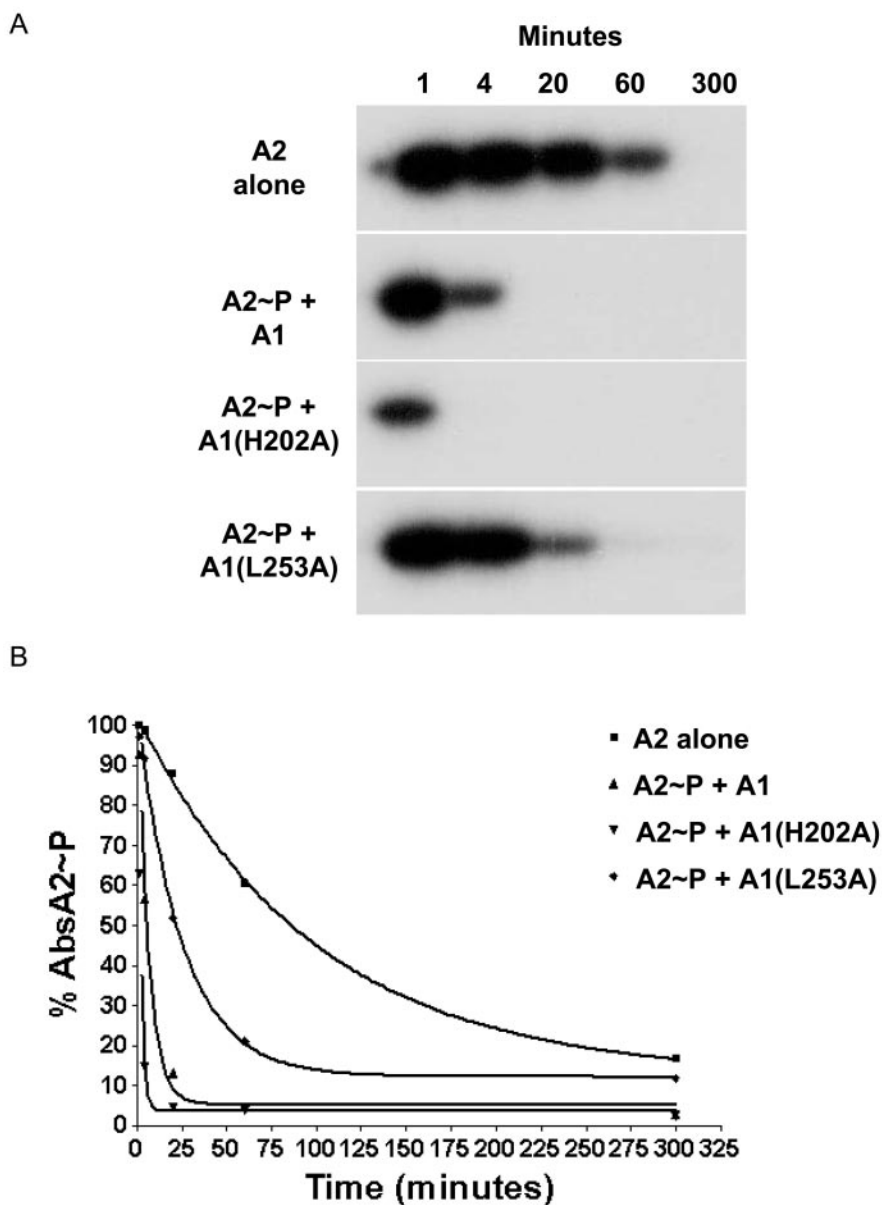 A
Minutes
1 4 20 60 300
A2
alone
A2~P +
A1
A2~P +
A1(H202A)
A2~P +
A1(L253A)
B
100
90
80
70
60
50
40
30
20
10
0
% AbsA2~P
0 25 50 75 100 125 150 175 200 225 250 275 300 325
Time (minutes)
A2 alone
A2~P + A1
A2~P + A1(H202A)
A2~P + A1(L253A)